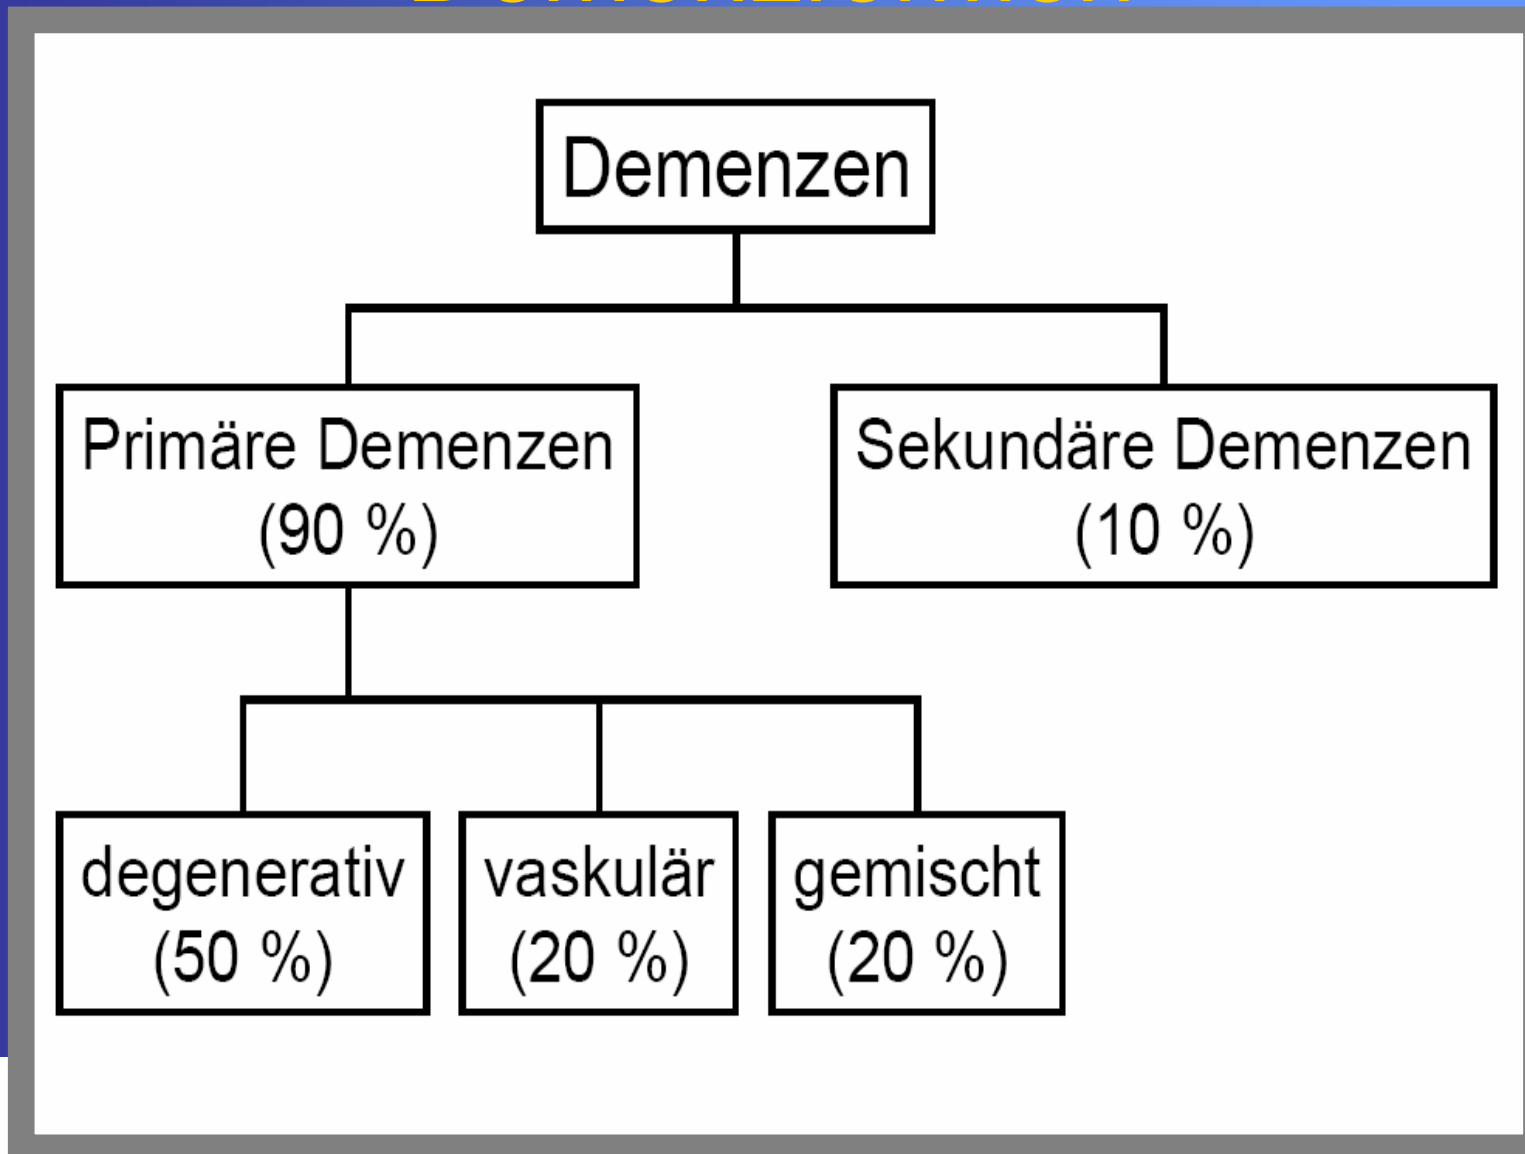 Demenzen
Primäre Demenzen
(90 %)
Sekundäre Demenzen
(10 %)
degenerativ
(50 %)
vaskulär
(20 %)
gemischt
(20 %)